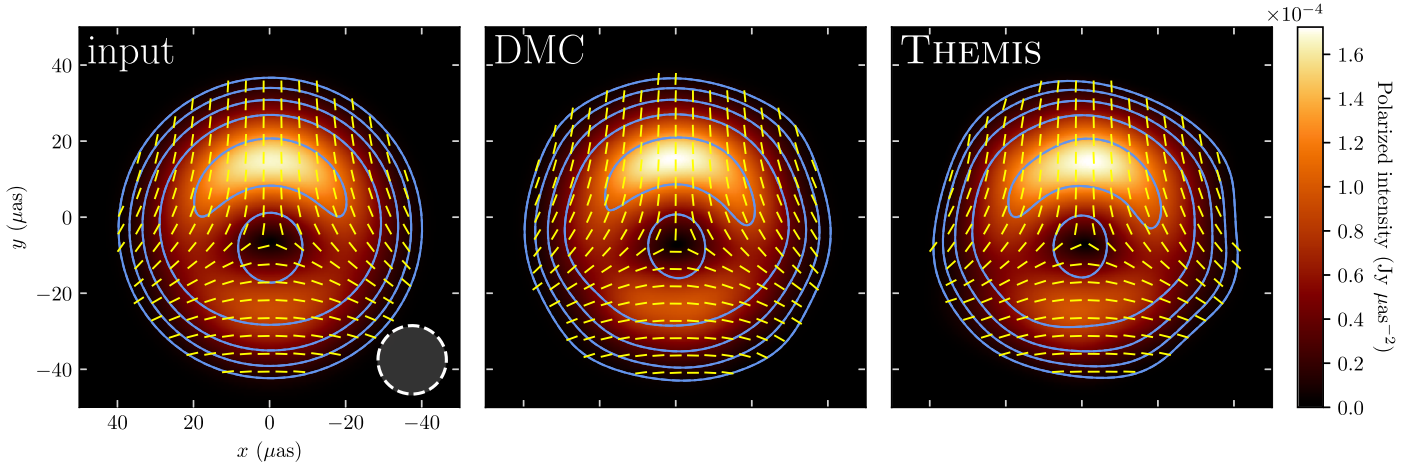 input
DMC
THEMIS
×10⁻⁴
40
20
0
−20
−40
y (μas)
40 20 0 −20 −40
x (μas)
1.6
1.4
1.2
1.0
0.8
0.6
0.4
0.2
0.0
Polarized intensity (Jy μas⁻²)